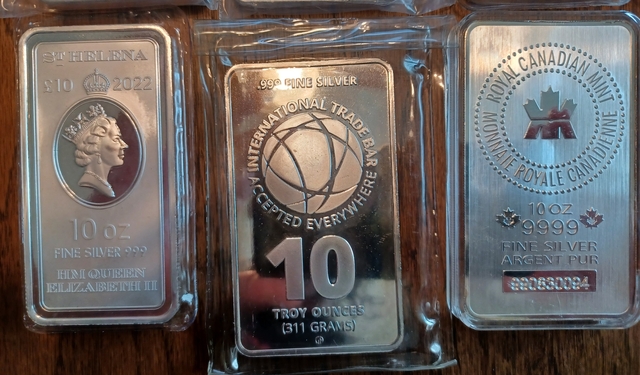 ST HELENA
£10 2022
10 oz
FINE SILVER 999
HM QUEEN
ELIZABETH II
.999 FINE SILVER
INTERNATIONAL TRADE BAR
ACCEPTED EVERYWHERE
10
TROY OUNCES
(311 GRAMS)
ROYAL CANADIAN MINT
MONNAIE ROYALE CANADIENNE
10 OZ
9999
FINE SILVER
ARGENT PUR